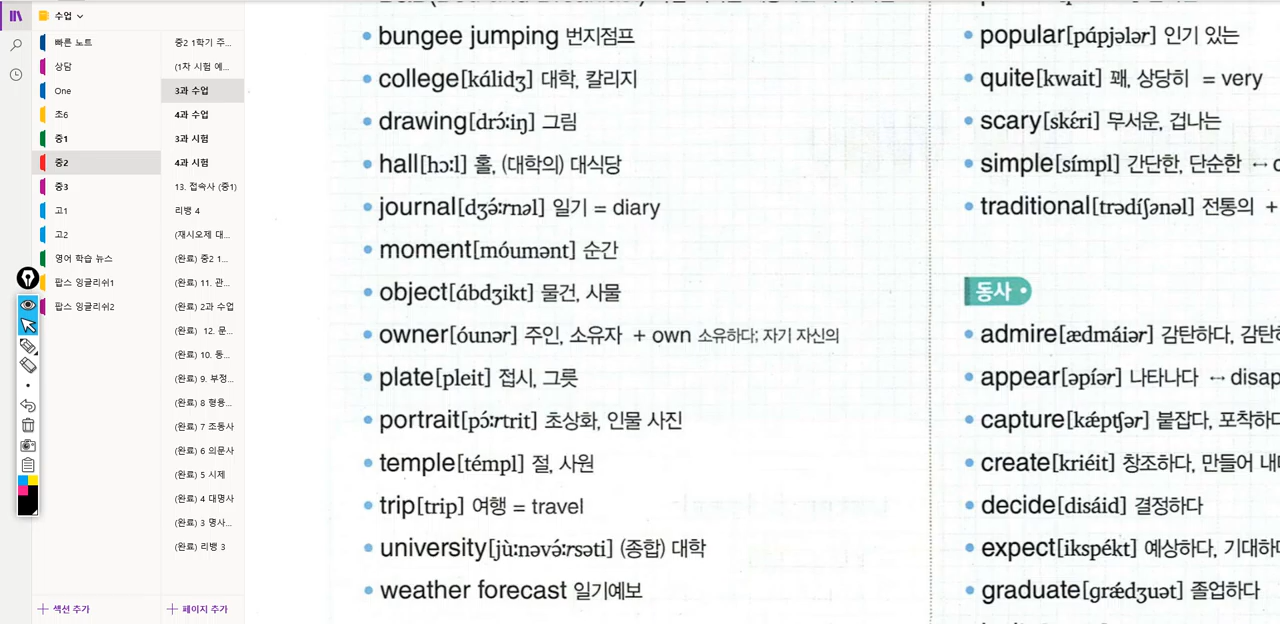 수업
빠른 노트
상담
One
초6
중1
중2
중3
고1
고2
영어 학습 뉴스
팝스 잉글리쉬1
팝스 잉글리쉬2
색션 추가
중2 1학기 주...
(1차 시험 예...
3과 수업
4과 수업
3과 시험
4과 시험
13. 접속사 (중1)
리뱅 4
(재시오제 대...
(완료) 중2 1...
(완료) 11. 관...
(완료) 2과 수업
(완료) 12. 문...
(완료) 10. 동...
(완료) 9. 부정...
(완료) 8 형용...
(완료) 7 조동사
(완료) 6 의문사
(완료) 5 시제
(완료) 4 대명사
(완료) 3 명사...
(완료) 리뱅 3
페이지 추가
bungee jumping 번지점프
college[kálidʒ] 대학, 칼리지
drawing[drɔ́ːiŋ] 그림
hall[hɔːl] 홀, (대학의) 대식당
journal[dʒə́ːrnəl] 일기 = diary
moment[móumənt] 순간
object[ábdʒikt] 물건, 사물
owner[óunər] 주인, 소유자 + own 소유하다; 자기 자신의
plate[pleit] 접시, 그릇
portrait[pɔ́ːrtrit] 초상화, 인물 사진
temple[témpl] 절, 사원
trip[trip] 여행 = travel
university[jùːnəvə́ːrsəti] (종합) 대학
weather forecast 일기예보
popular[pápjələr] 인기 있는
quite[kwait] 꽤, 상당히 = very
scary[skέri] 무서운, 겁나는
simple[símpl] 간단한, 단순한 ↔
traditional[trədíʃənəl] 전통의 +
동사
admire[ædmáiər] 감탄하다, 감탄
appear[əpíər] 나타나다 ↔ disap
capture[kǽptʃər] 붙잡다, 포착하
create[kriéit] 창조하다, 만들어 내
decide[disáid] 결정하다
expect[ikspékt] 예상하다, 기대하
graduate[grǽdʒuət] 졸업하다